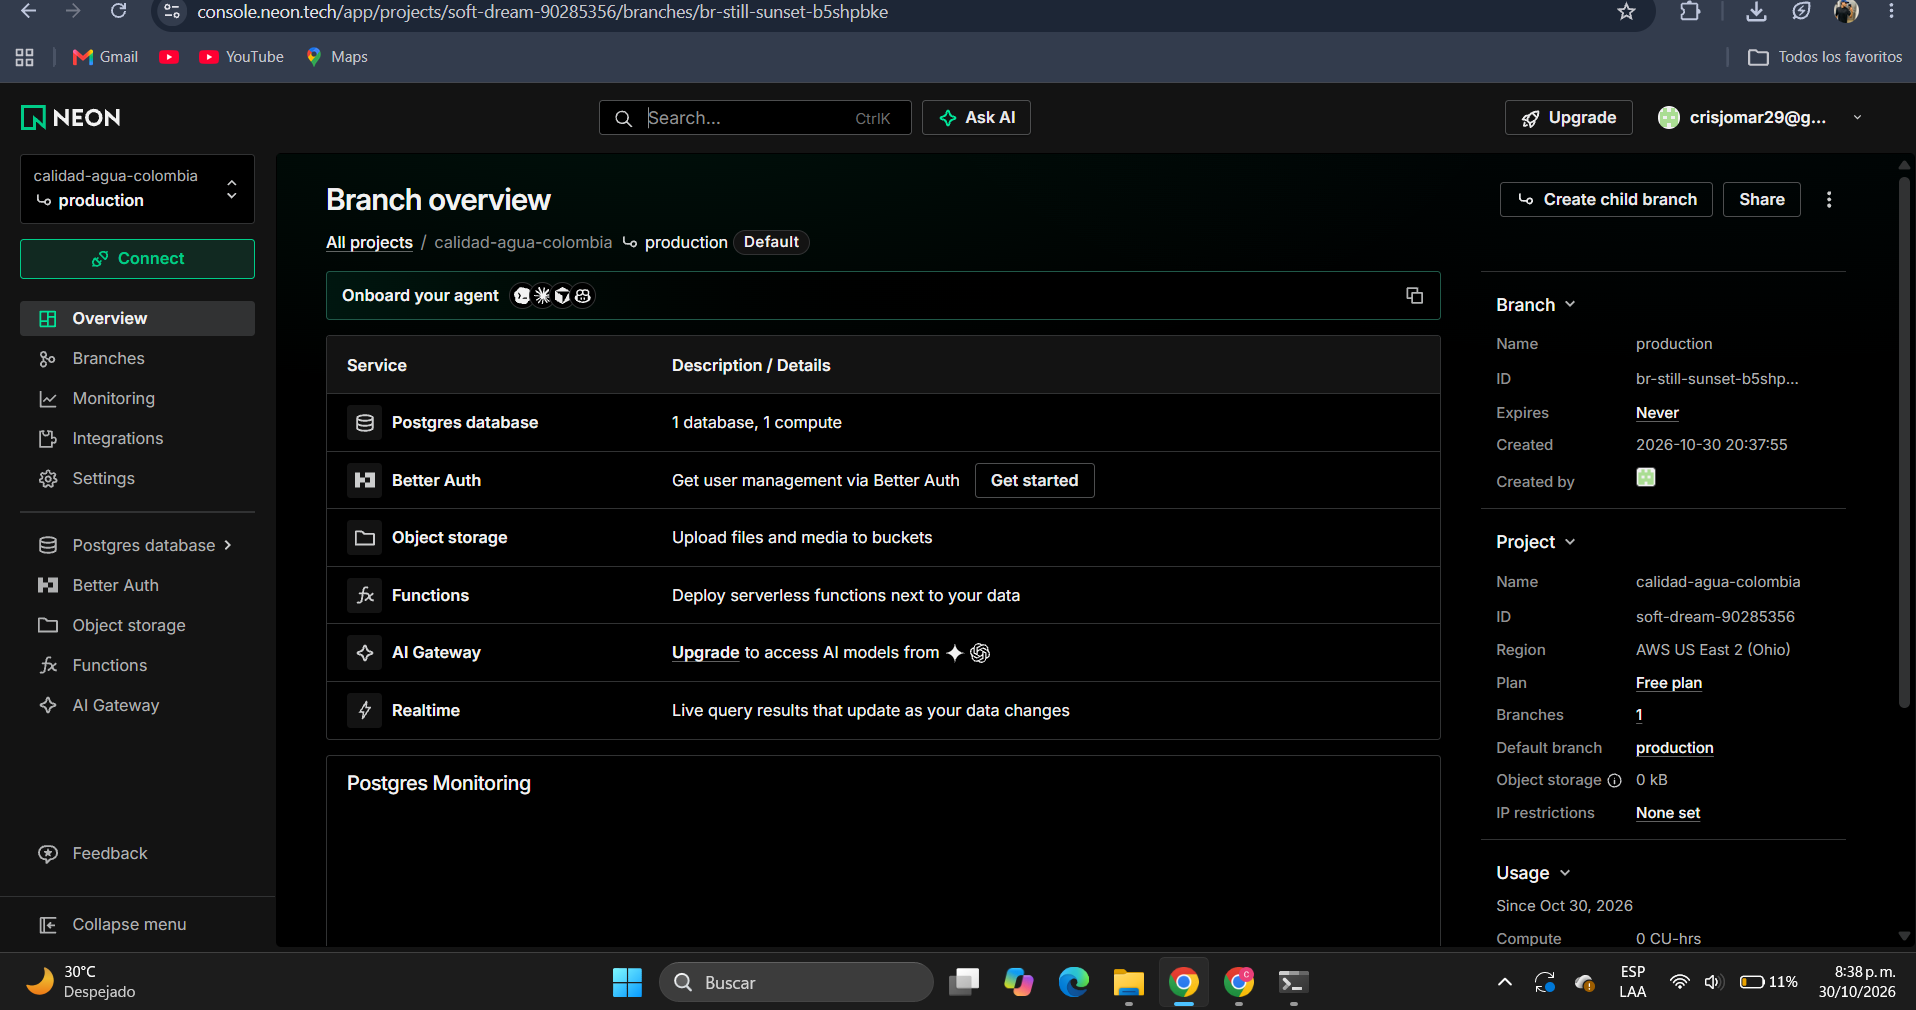 console.neon.tech/app/projects/soft-dream-90285356/branches/br-still-sunset-b5shpbke
Gmail
YouTube
Maps
Todos los favoritos
NEON
Search...
CtrlK
Ask AI
Upgrade
crisjomar29@g...
calidad-agua-colombia
production
Connect
Overview
Branches
Monitoring
Integrations
Settings
Postgres database
Better Auth
Object storage
Functions
AI Gateway
Feedback
Collapse menu
Branch overview
Create child branch
Share
All projects / calidad-agua-colombia production Default
Onboard your agent
Service Description / Details
Postgres database 1 database, 1 compute
Better Auth Get user management via Better Auth Get started
Object storage Upload files and media to buckets
Functions Deploy serverless functions next to your data
AI Gateway Upgrade to access AI models from
Realtime Live query results that update as your data changes
Postgres Monitoring
Branch
Name production
ID br-still-sunset-b5shp...
Expires Never
Created 2026-10-30 20:37:55
Created by
Project
Name calidad-agua-colombia
ID soft-dream-90285356
Region AWS US East 2 (Ohio)
Plan Free plan
Branches 1
Default branch production
Object storage 0 kB
IP restrictions None set
Usage
Since Oct 30, 2026
Compute 0 CU-hrs
30°C
Despejado
Buscar
ESP
LAA
11%
8:38 p. m.
30/10/2026